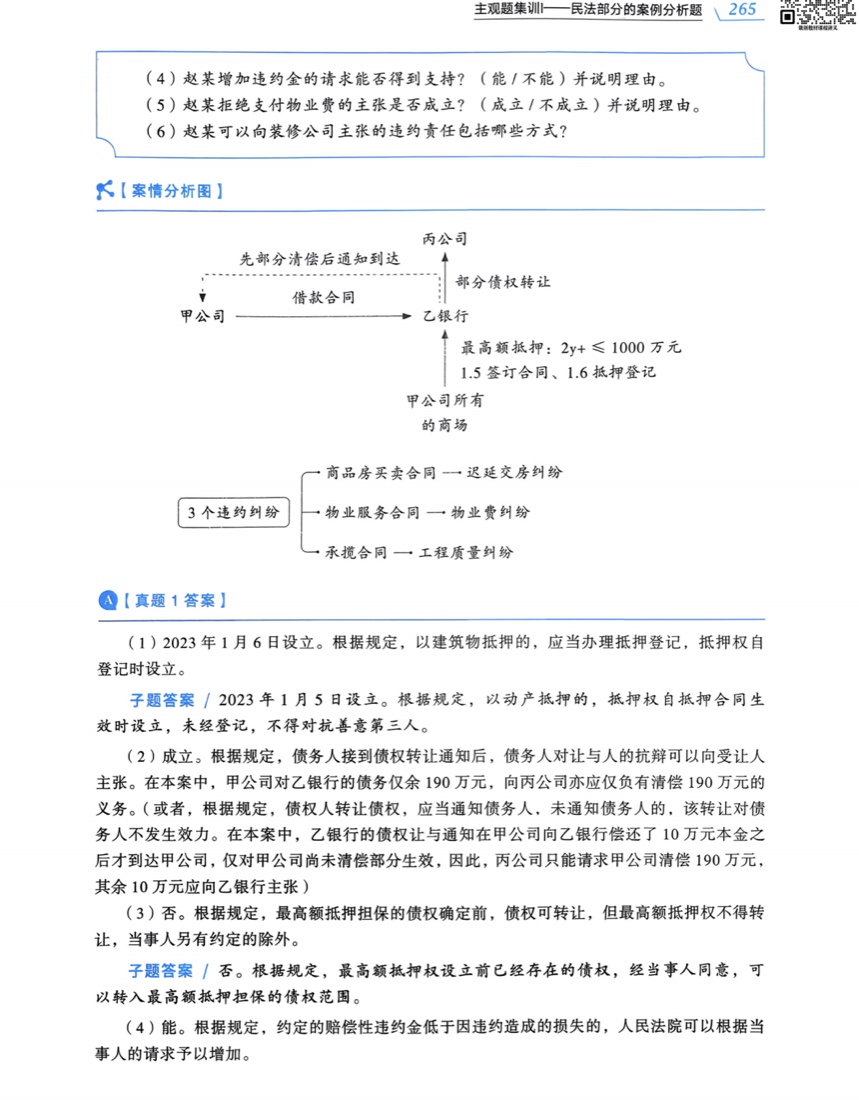 主观题集训Ⅰ——民法部分的案例分析题 265
（4）赵某增加违约金的请求能否得到支持？（能 / 不能）并说明理由。
（5）赵某拒绝支付物业费的主张是否成立？（成立 / 不成立）并说明理由。
（6）赵某可以向装修公司主张的违约责任包括哪些方式？
【案情分析图】
丙公司
先部分清偿后通知到达
部分债权转让
借款合同
甲公司
乙银行
最高额抵押：2y+ ≤ 1000 万元
1.5 签订合同、1.6 抵押登记
甲公司所有
的商场
商品房买卖合同 — 迟延交房纠纷
3 个违约纠纷
物业服务合同 — 物业费纠纷
承揽合同 — 工程质量纠纷
A【真题 1 答案】
（1）2023 年 1 月 6 日设立。根据规定，以建筑物抵押的，应当办理抵押登记，抵押权自
登记时设立。
子题答案 / 2023 年 1 月 5 日设立。根据规定，以动产抵押的，抵押权自抵押合同生
效时设立，未经登记，不得对抗善意第三人。
（2）成立。根据规定，债务人接到债权转让通知后，债务人对让与人的抗辩可以向受让人
主张。在本案中，甲公司对乙银行的债务仅余 190 万元，向丙公司亦应仅负有清偿 190 万元的
义务。（或者，根据规定，债权人转让债权，应当通知债务人，未通知债务人的，该转让对债
务人不发生效力。在本案中，乙银行的债权让与通知在甲公司向乙银行偿还了 10 万元本金之
后才到达甲公司，仅对甲公司尚未清偿部分生效，因此，丙公司只能请求甲公司清偿 190 万元，
其余 10 万元应向乙银行主张）
（3）否。根据规定，最高额抵押担保的债权确定前，债权可转让，但最高额抵押权不得转
让，当事人另有约定的除外。
子题答案 / 否。根据规定，最高额抵押权设立前已经存在的债权，经当事人同意，可
以转入最高额抵押担保的债权范围。
（4）能。根据规定，约定的赔偿性违约金低于因违约造成的损失的，人民法院可以根据当
事人的请求予以增加。